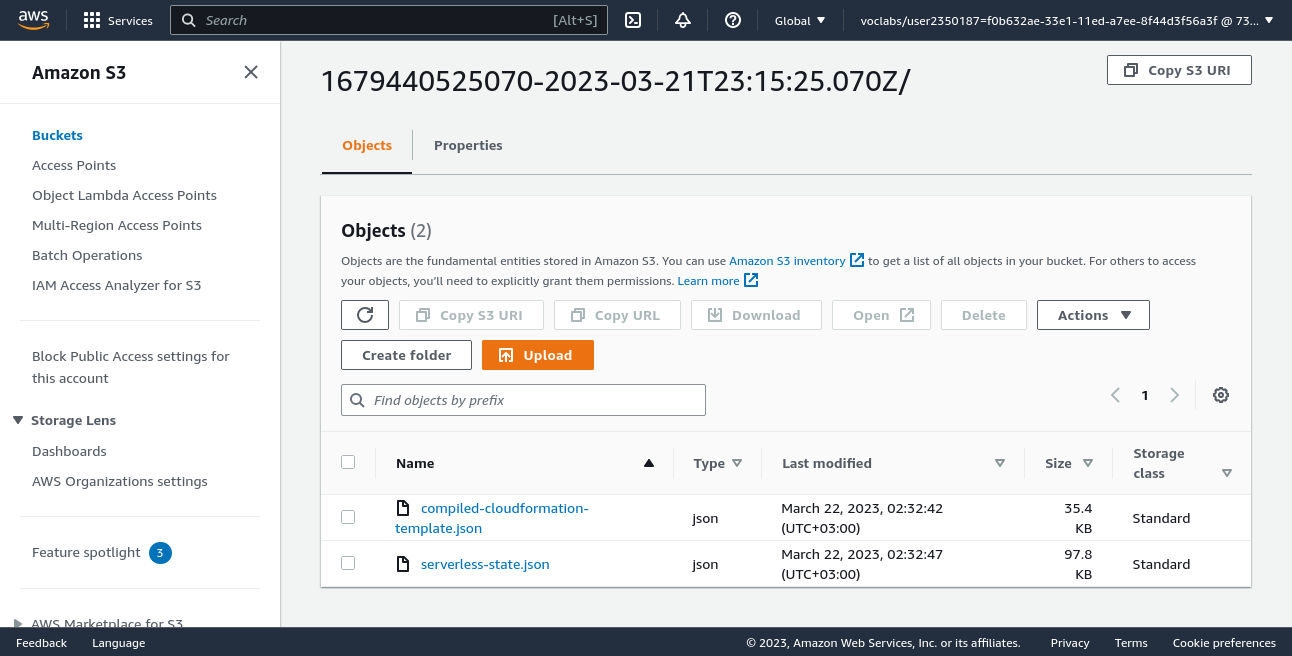 aws
Services
Search
[Alt+S]
Global
voclabs/user2350187=f0b632ae-33e1-11ed-a7ee-8f44d3f56a3f @ 73...
Amazon S3
Buckets
Access Points
Object Lambda Access Points
Multi-Region Access Points
Batch Operations
IAM Access Analyzer for S3
Block Public Access settings for
this account
Storage Lens
Dashboards
AWS Organizations settings
Feature spotlight 3
AWS Marketplace for S3
1679440525070-2023-03-21T23:15:25.070Z/
Copy S3 URI
Objects
Properties
Objects (2)
Objects are the fundamental entities stored in Amazon S3. You can use Amazon S3 inventory to get a list of all objects in your bucket. For others to access
your objects, you'll need to explicitly grant them permissions. Learn more
Copy S3 URI
Copy URL
Download
Open
Delete
Actions
Create folder
Upload
Find objects by prefix
1
Name
Type
Last modified
Size
Storage
class
compiled-cloudformation-
template.json
json
March 22, 2023, 02:32:42
(UTC+03:00)
35.4
KB
Standard
serverless-state.json
json
March 22, 2023, 02:32:47
(UTC+03:00)
97.8
KB
Standard
Feedback
Language
© 2023, Amazon Web Services, Inc. or its affiliates.
Privacy
Terms
Cookie preferences